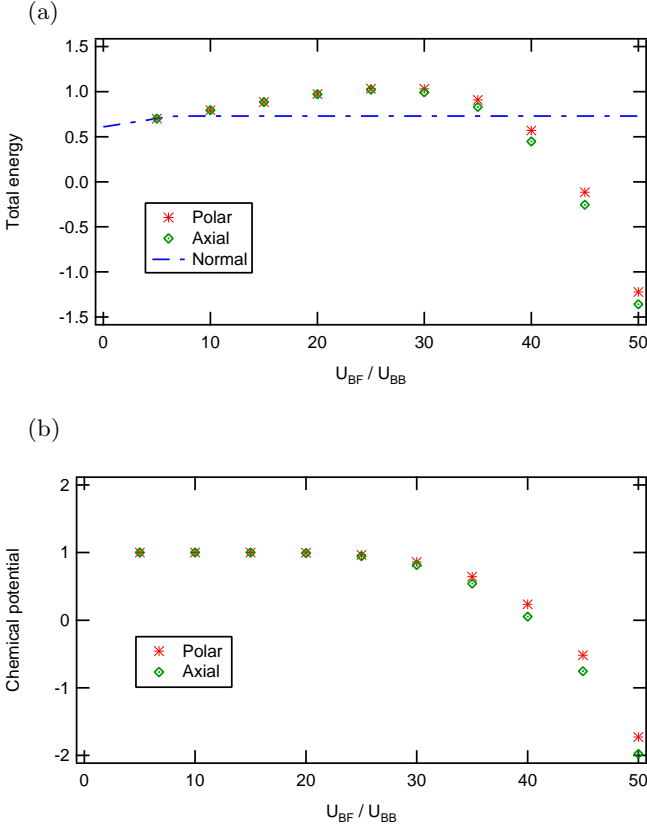 (a)
1.5
1.0
0.5
0.0
-0.5
-1.0
-1.5
Total energy
Polar
Axial
Normal
0 10 20 30 40 50
U_BF / U_BB
(b)
2
1
0
-1
-2
Chemical potential
Polar
Axial
0 10 20 30 40 50
U_BF / U_BB